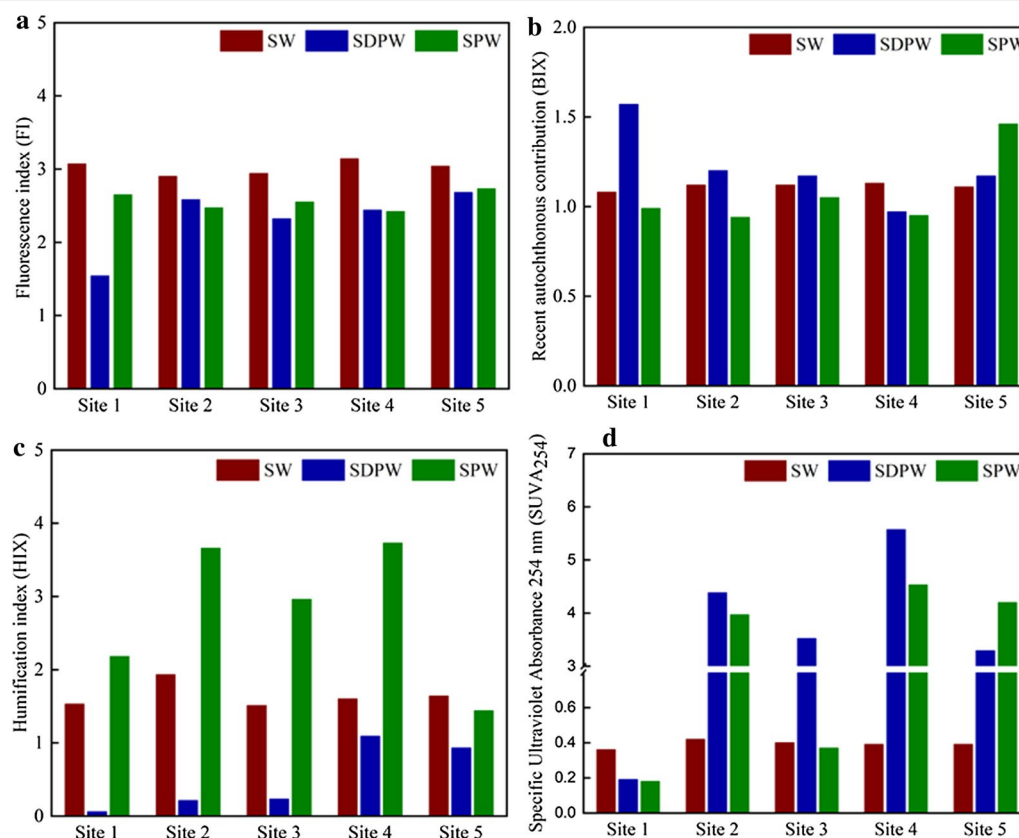 a
SW SDPW SPW
Fluorescence index (FI)
5
4
3
2
1
0
Site 1 Site 2 Site 3 Site 4 Site 5
b
SW SDPW SPW
Recent autochthonous contribution (BIX)
2.0
1.5
1.0
0.5
0.0
Site 1 Site 2 Site 3 Site 4 Site 5
c
SW SDPW SPW
Humification index (HIX)
5
4
3
2
1
0
Site 1 Site 2 Site 3 Site 4 Site 5
d
SW SDPW SPW
Specific Ultraviolet Absorbance 254 nm (SUVA254)
7
6
5
4
3
0.6
0.4
0.2
0.0
Site 1 Site 2 Site 3 Site 4 Site 5